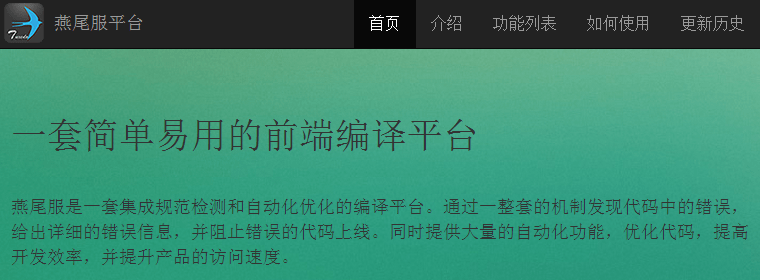 燕尾服平台 首页 介绍 功能列表 如何使用 更新历史
一套简单易用的前端编译平台
燕尾服是一套集成规范检测和自动化优化的编译平台。通过一整套的机制发现代码中的错误，
给出详细的错误信息，并阻止错误的代码上线。同时提供大量的自动化功能，优化代码，提高
开发效率，并提升产品的访问速度。